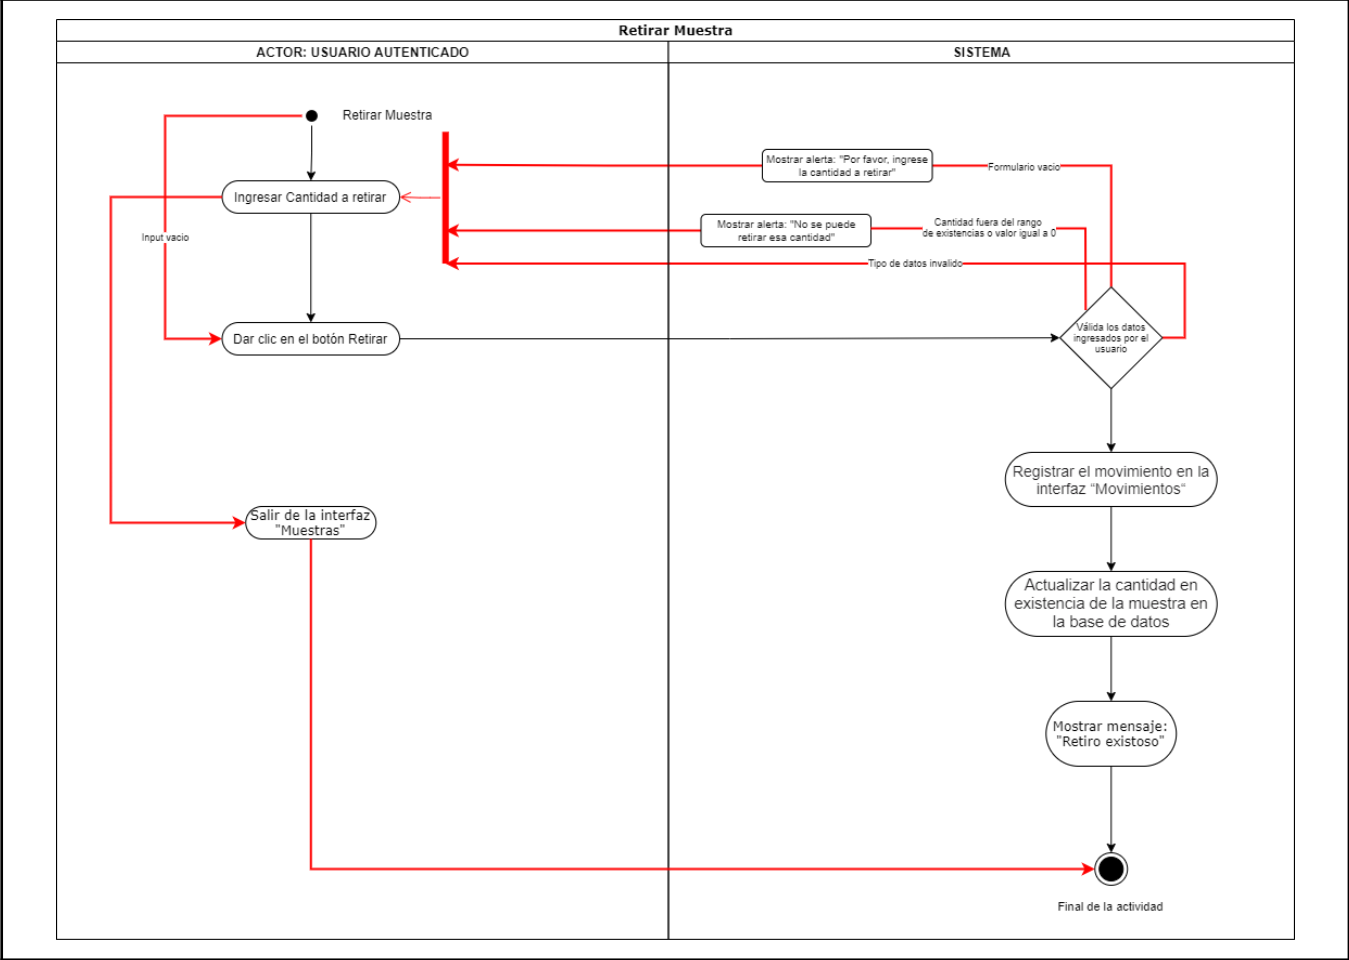 Retirar Muestra
ACTOR: USUARIO AUTENTICADO
SISTEMA
Retirar Muestra
Mostrar alerta: "Por favor, ingrese
la cantidad a retirar"
Formulario vacio
Ingresar Cantidad a retirar
Mostrar alerta: "No se puede
retirar esa cantidad"
Cantidad fuera del rango
de existencias o valor igual a 0
Input vacio
Tipo de datos invalido
Dar clic en el botón Retirar
Válida los datos
ingresados por el
usuario
Registrar el movimiento en la
interfaz “Movimientos“
Salir de la interfaz
"Muestras"
Actualizar la cantidad en
existencia de la muestra en
la base de datos
Mostrar mensaje:
"Retiro existoso"
Final de la actividad